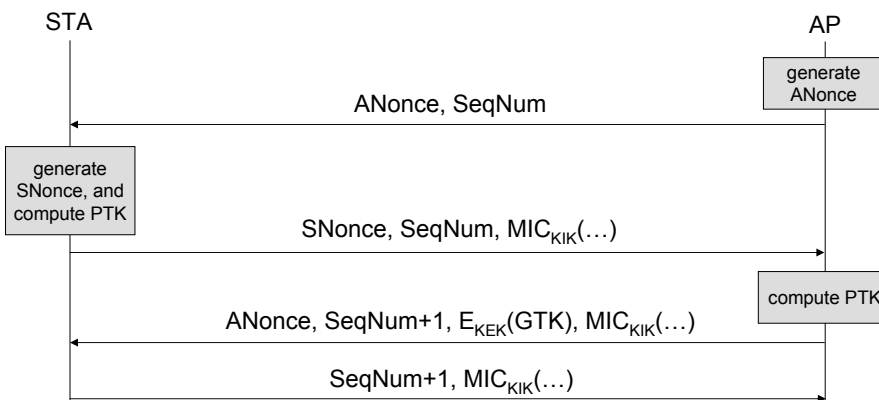 STA
AP
generate
ANonce
ANonce, SeqNum
generate
SNonce, and
compute PTK
SNonce, SeqNum, MIC_KIK(…)
compute PTK
ANonce, SeqNum+1, E_KEK(GTK), MIC_KIK(…)
SeqNum+1, MIC_KIK(…)